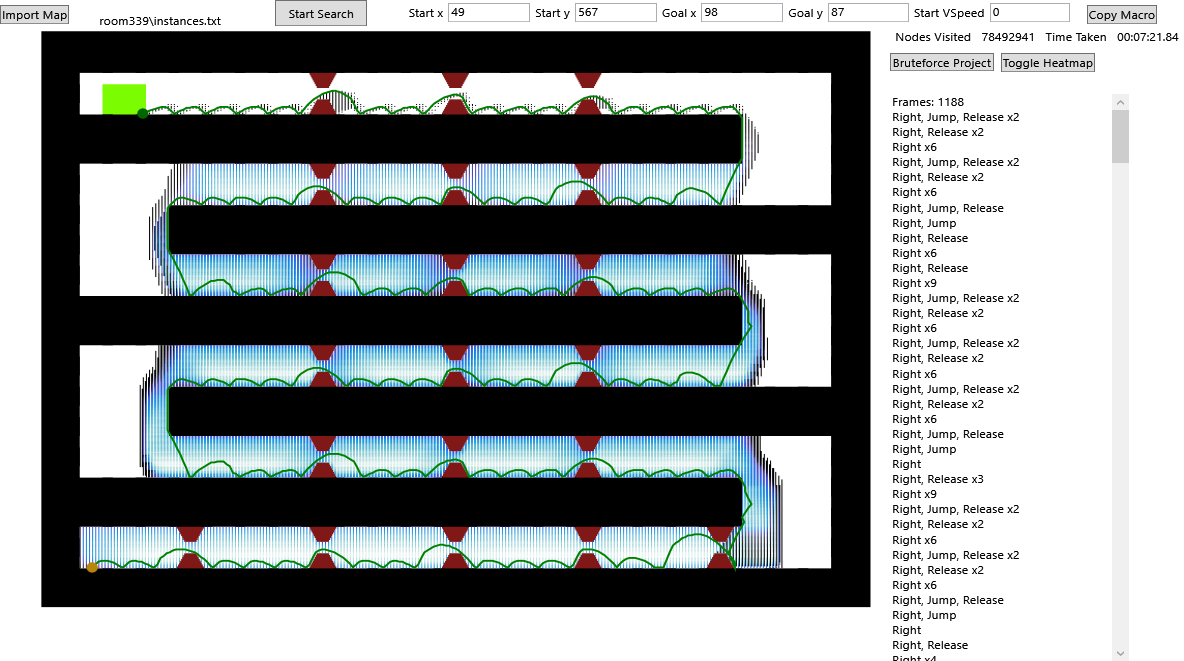 Import Map
room339\instances.txt
Start Search
Start x 49 Start y 567 Goal x 98 Goal y 87 Start VSpeed 0
Copy Macro
Nodes Visited 78492941 Time Taken 00:07:21.84
Bruteforce Project Toggle Heatmap
Frames: 1188
Right, Jump, Release x2
Right, Release x2
Right x6
Right, Jump, Release x2
Right, Release x2
Right x6
Right, Jump, Release
Right, Jump
Right, Release
Right x6
Right, Release
Right x9
Right, Jump, Release x2
Right, Release x2
Right x6
Right, Jump, Release x2
Right, Release x2
Right x6
Right, Jump, Release x2
Right, Release x2
Right x6
Right, Jump, Release
Right, Jump
Right
Right, Release x3
Right x9
Right, Jump, Release x2
Right, Release x2
Right x6
Right, Jump, Release x2
Right, Release x2
Right x6
Right, Jump, Release
Right, Jump
Right
Right, Release
Right x4